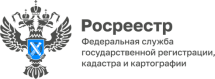 Росреестр
Федеральная служба
государственной регистрации,
кадастра и картографии